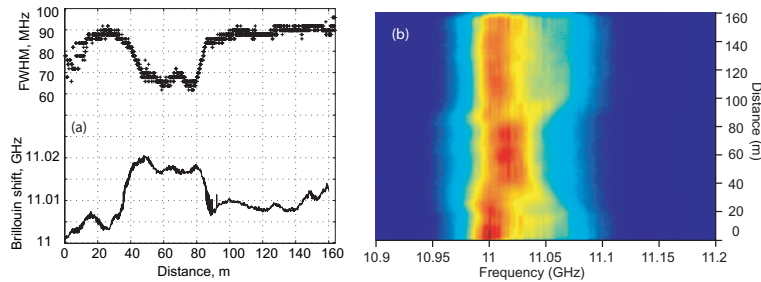 FWHM, MHz
100
90
80
70
60
(a)
Brillouin shift, GHz
11.02
11.01
11
0 20 40 60 80 100 120 140 160
Distance, m
(b)
160
140
120
100
80
60
40
20
0
Distance (m)
10.9 10.95 11 11.05 11.1 11.15 11.2
Frequency (GHz)